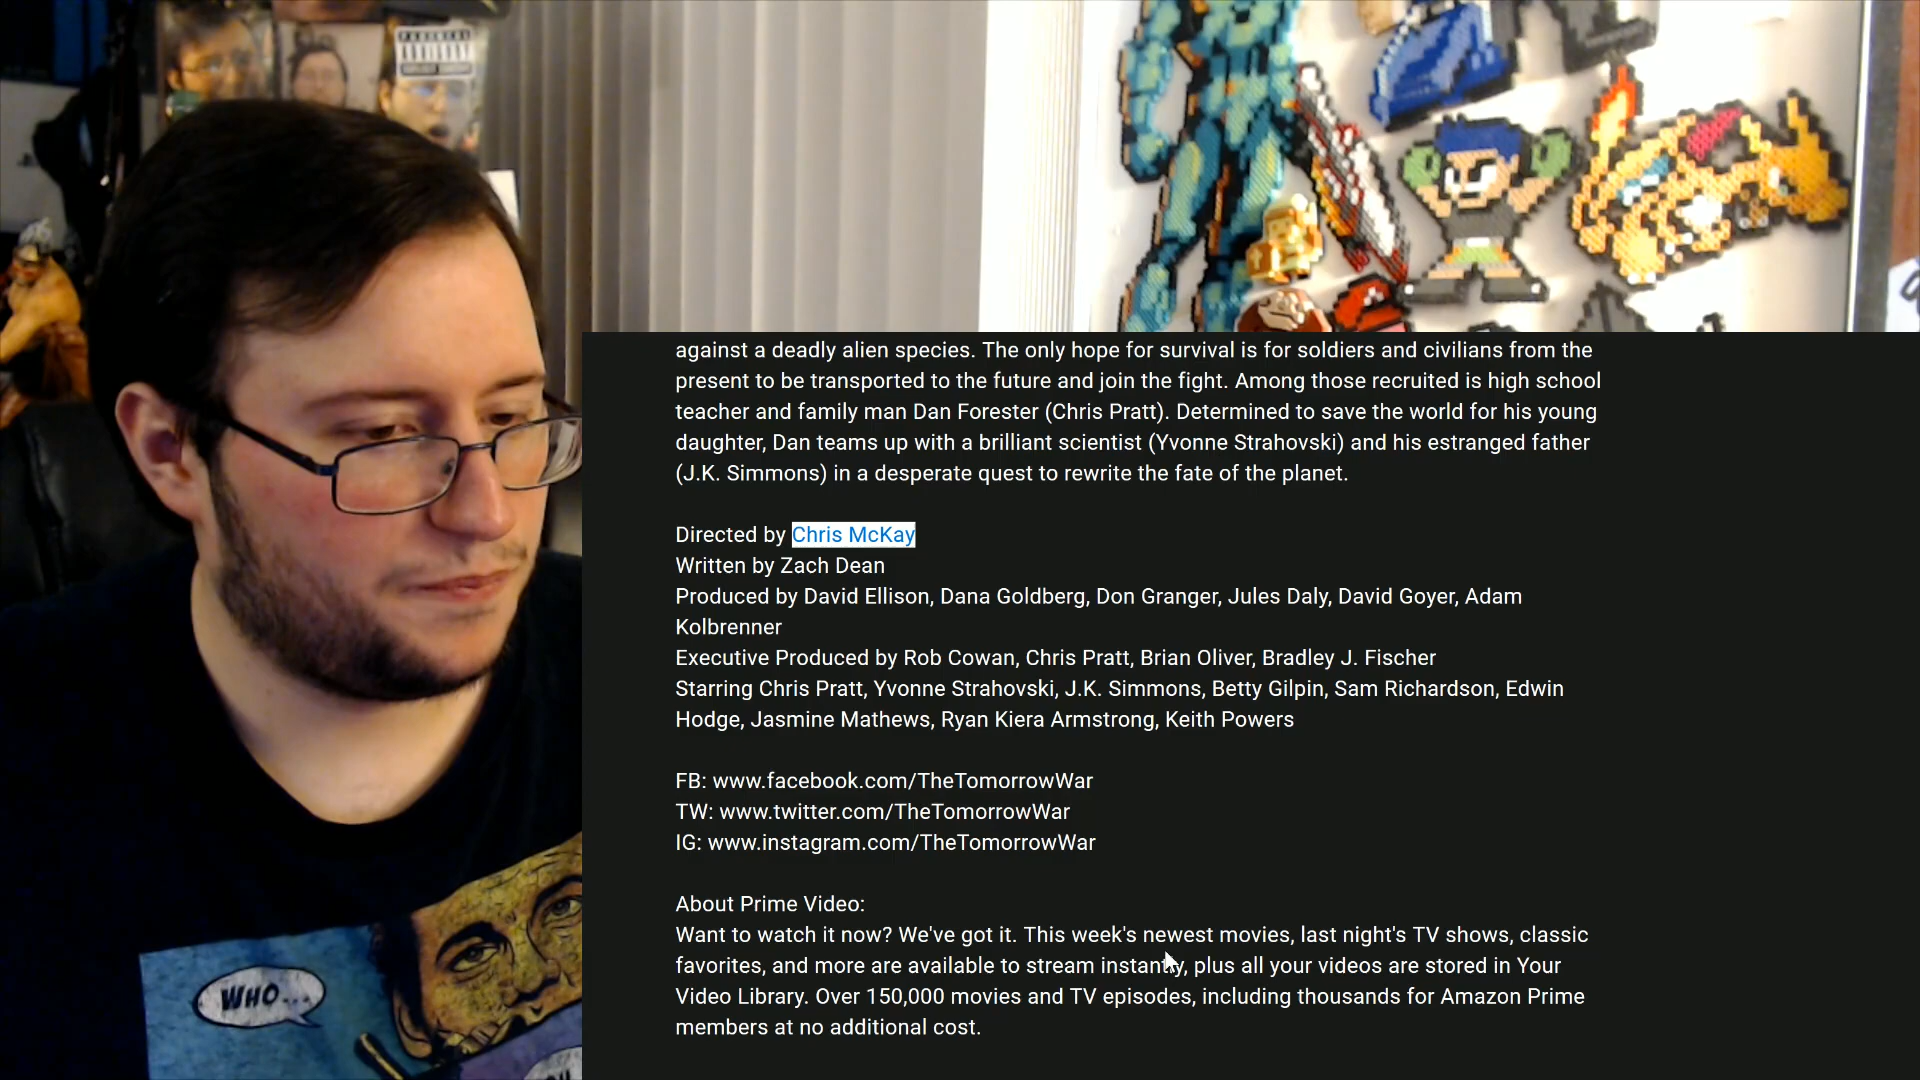 PARENTAL
ADVISORY
EXPLICIT CONTENT
against a deadly alien species. The only hope for survival is for soldiers and civilians from the
present to be transported to the future and join the fight. Among those recruited is high school
teacher and family man Dan Forester (Chris Pratt). Determined to save the world for his young
daughter, Dan teams up with a brilliant scientist (Yvonne Strahovski) and his estranged father
(J.K. Simmons) in a desperate quest to rewrite the fate of the planet.
Directed by Chris McKay
Written by Zach Dean
Produced by David Ellison, Dana Goldberg, Don Granger, Jules Daly, David Goyer, Adam
Kolbrenner
Executive Produced by Rob Cowan, Chris Pratt, Brian Oliver, Bradley J. Fischer
Starring Chris Pratt, Yvonne Strahovski, J.K. Simmons, Betty Gilpin, Sam Richardson, Edwin
Hodge, Jasmine Mathews, Ryan Kiera Armstrong, Keith Powers
FB: www.facebook.com/TheTomorrowWar
TW: www.twitter.com/TheTomorrowWar
IG: www.instagram.com/TheTomorrowWar
About Prime Video:
Want to watch it now? We've got it. This week's newest movies, last night's TV shows, classic
favorites, and more are available to stream instantly, plus all your videos are stored in Your
Video Library. Over 150,000 movies and TV episodes, including thousands for Amazon Prime
members at no additional cost.
WHO...